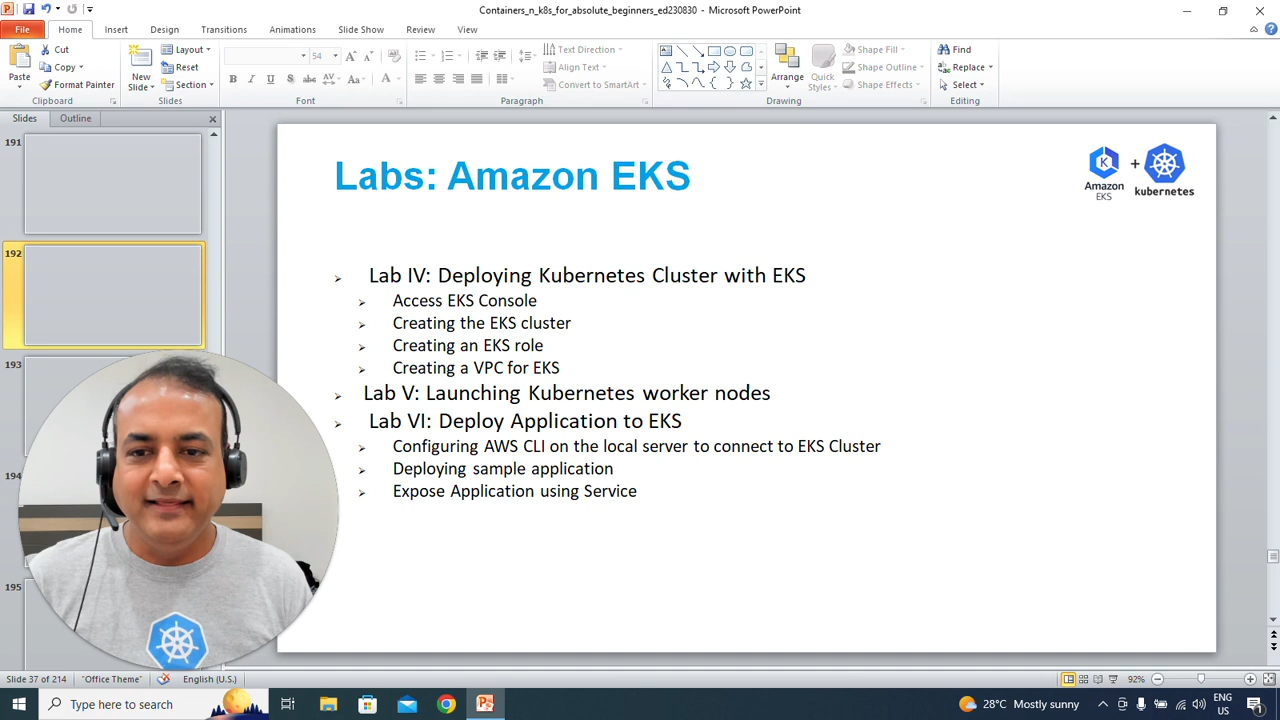 Containers_n_k8s_for_absolute_beginners_ed230830 - Microsoft PowerPoint
File Home Insert Design Transitions Animations Slide Show Review View
Paste
Cut
Copy
Format Painter
Clipboard
New
Slide
Layout
Reset
Section
Slides
54
Font
Paragraph
Text Direction
Align Text
Convert to SmartArt
Arrange
Quick
Styles
Shape Fill
Shape Outline
Shape Effects
Drawing
Find
Replace
Select
Editing
Slides Outline
191
192
193
194
195
Labs: Amazon EKS
Amazon
EKS
+
kubernetes
Lab IV: Deploying Kubernetes Cluster with EKS
Access EKS Console
Creating the EKS cluster
Creating an EKS role
Creating a VPC for EKS
Lab V: Launching Kubernetes worker nodes
Lab VI: Deploy Application to EKS
Configuring AWS CLI on the local server to connect to EKS Cluster
Deploying sample application
Expose Application using Service
Slide 37 of 214 "Office Theme" English (U.S.) 92%
Type here to search
28°C Mostly sunny
ENG
US